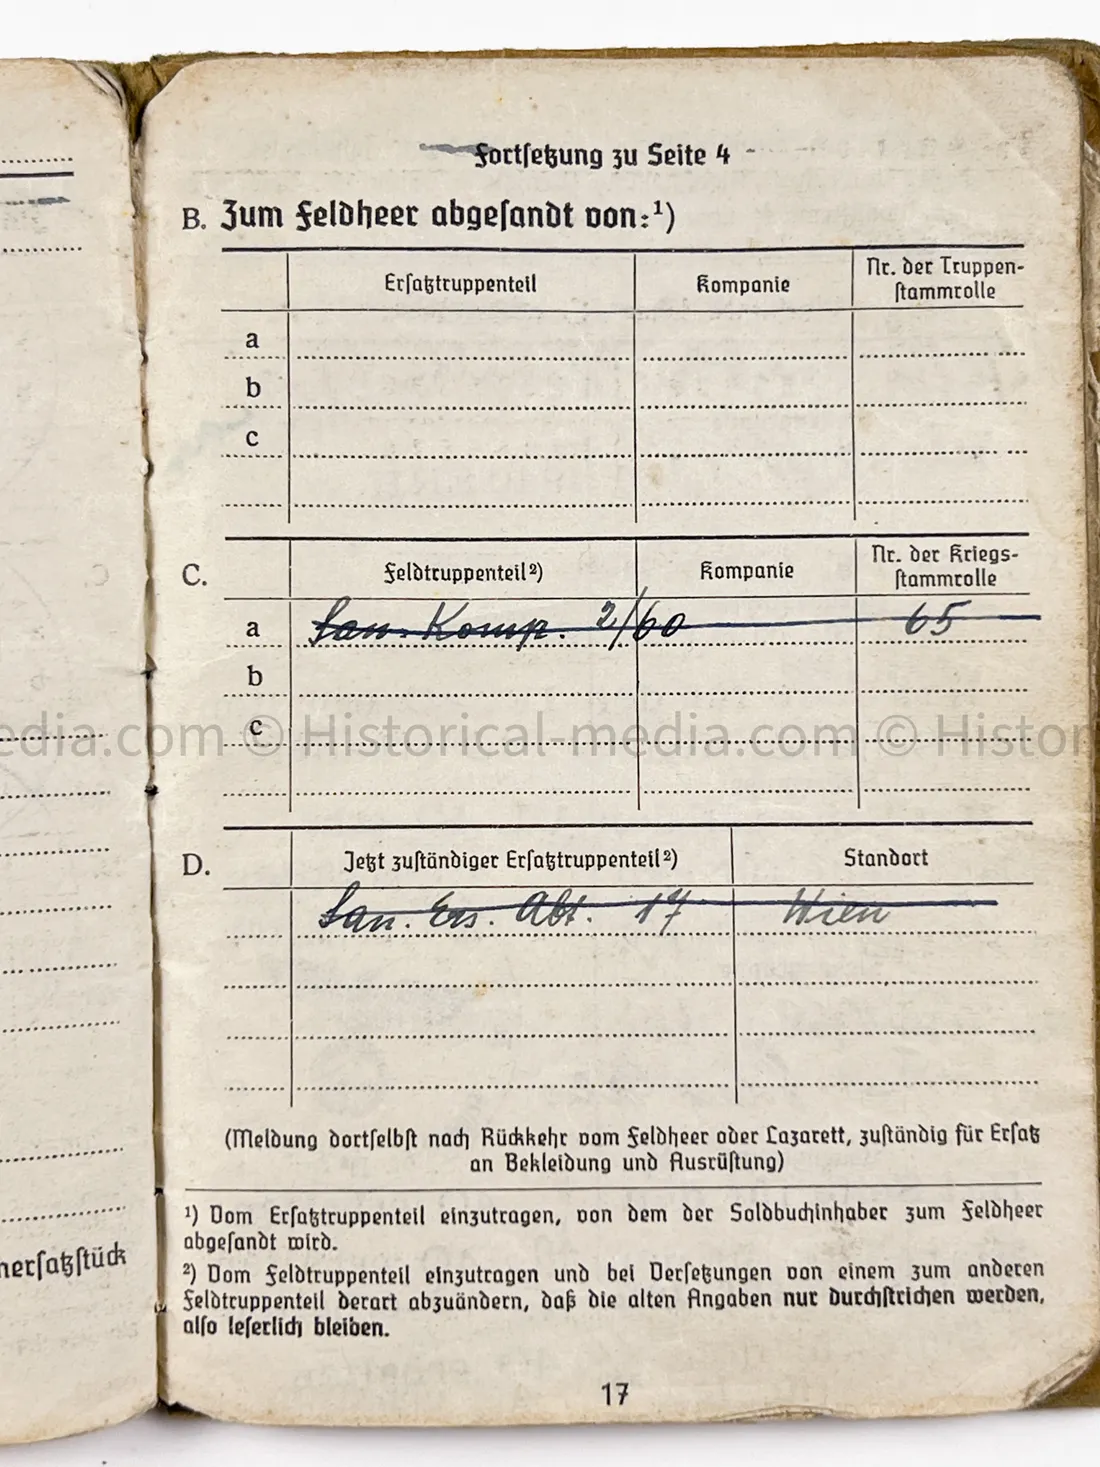 Fortsetzung zu Seite 4
B. Zum Feldheer abgesandt von:¹)
Ersatztruppenteil Kompanie Nr. der Truppen-
stammrolle
a
b
c
C. Feldtruppenteil²) Kompanie Nr. der Kriegs-
stammrolle
a San. Komp. 2/60 65
b
c
edia.com © Historical-media.com © Histor
D. Jetzt zuständiger Ersatztruppenteil²) Standort
San. Ers. Abt. 17 Wien
(Meldung dortselbst nach Rückkehr vom Feldheer oder Lazarett, zuständig für Ersatz
an Bekleidung und Ausrüstung)
¹) Vom Ersatztruppenteil einzutragen, von dem der Soldbuchinhaber zum Feldheer
abgesandt wird.
²) Vom Feldtruppenteil einzutragen und bei Versetzungen von einem zum anderen
Feldtruppenteil derart abzuändern, daß die alten Angaben nur durchstrichen werden,
also leserlich bleiben.
nersatzstück
17